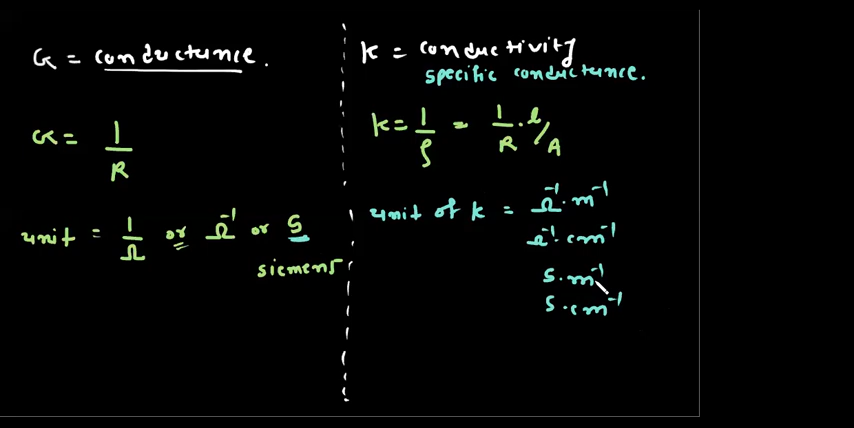 G = conductance.
G = 1/R
unit = 1/Ω or Ω⁻¹ or S
siemens
K = conductivity
specific conductance.
K = 1/ρ = 1/R · l/A
unit of K = Ω⁻¹·m⁻¹
Ω⁻¹·cm⁻¹
S·m⁻¹
S·cm⁻¹